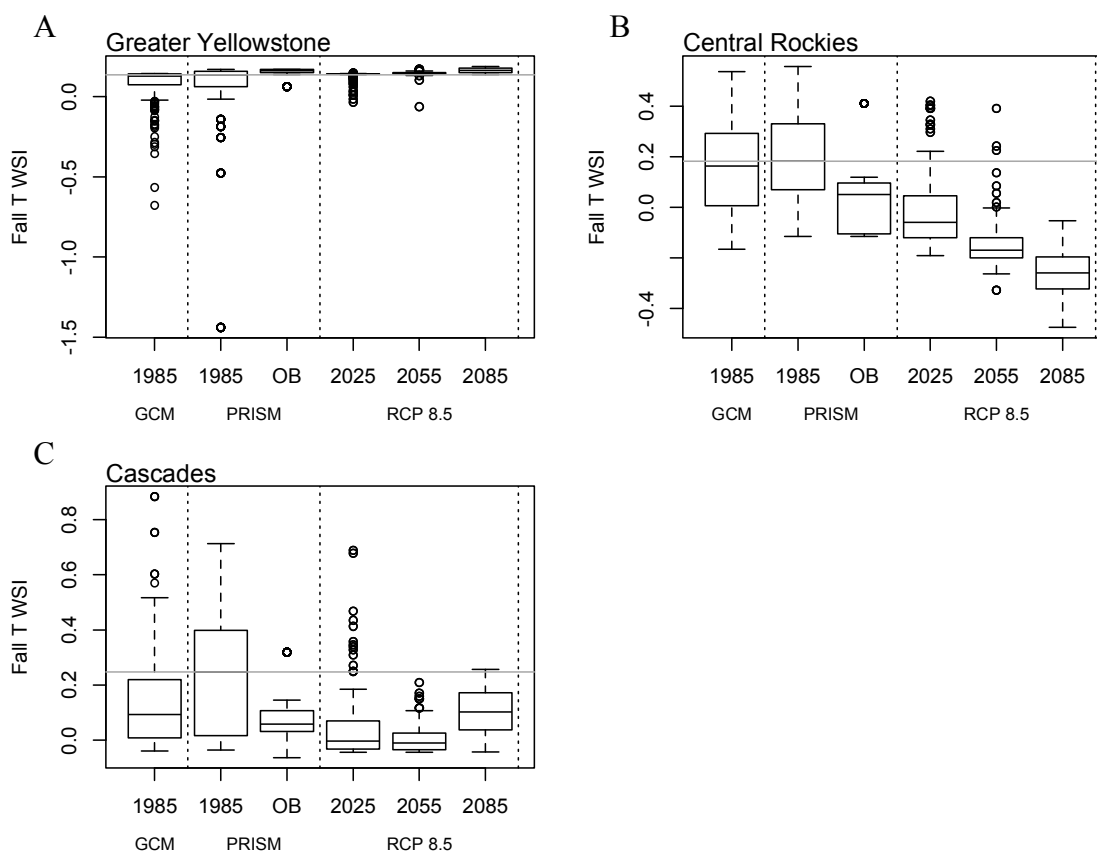 A
Greater Yellowstone
Fall T WSI
0.0
-0.5
-1.0
-1.5
1985 1985 OB 2025 2055 2085
GCM PRISM RCP 8.5
B
Central Rockies
Fall T WSI
0.4
0.2
0.0
-0.4
1985 1985 OB 2025 2055 2085
GCM PRISM RCP 8.5
C
Cascades
Fall T WSI
0.8
0.6
0.4
0.2
0.0
1985 1985 OB 2025 2055 2085
GCM PRISM RCP 8.5